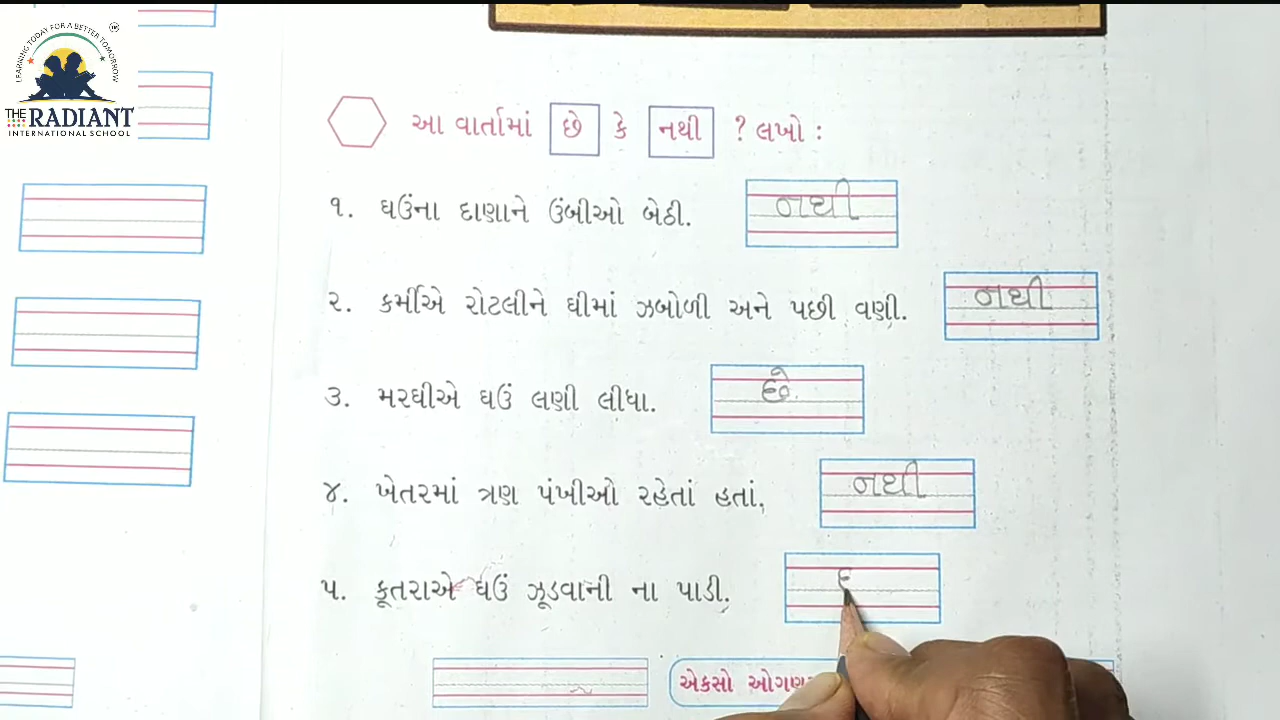 LEARNING TODAY FOR A BETTER TOMORROW
THE RADIANT
INTERNATIONAL SCHOOL
આ વાર્તામાં છે કે નથી ? લખો :
૧. ઘઉંના દાણાને ઉંબીઓ બેઠી. નથી
૨. કર્મીએ રોટલીને ઘીમાં ઝબોળી અને પછી વણી. નથી
૩. મરઘીએ ઘઉં લણી લીધા. છે
૪. ખેતરમાં ત્રણ પંખીઓ રહેતાં હતાં. નથી
૫. કૂતરાએ ઘઉં ઝૂડવાની ના પાડી.
એકસો